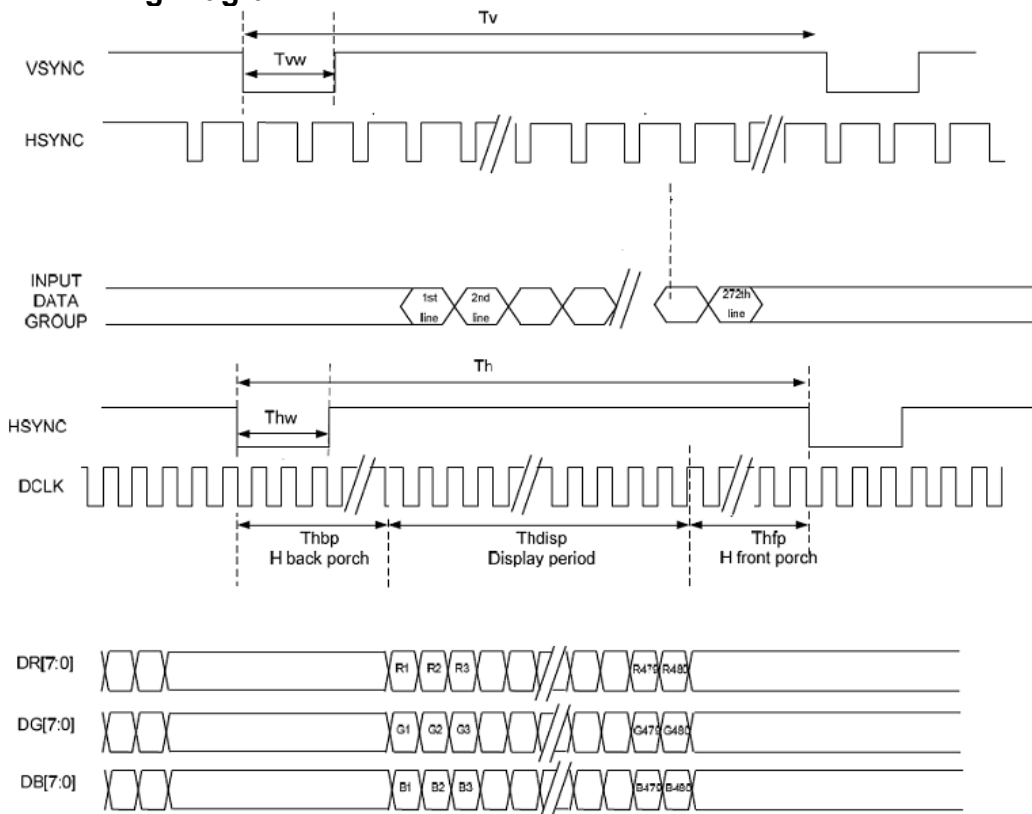 Tv
Tvw
VSYNC
HSYNC
INPUT
DATA
GROUP
1st
line
2nd
line
272th
line
Th
Thw
HSYNC
DCLK
Thbp
H back porch
Thdisp
Display period
Thfp
H front porch
DR[7:0]
R1 R2 R3 R479 R480
DG[7:0]
G1 G2 G3 G479 G480
DB[7:0]
B1 B2 B3 B479 B480